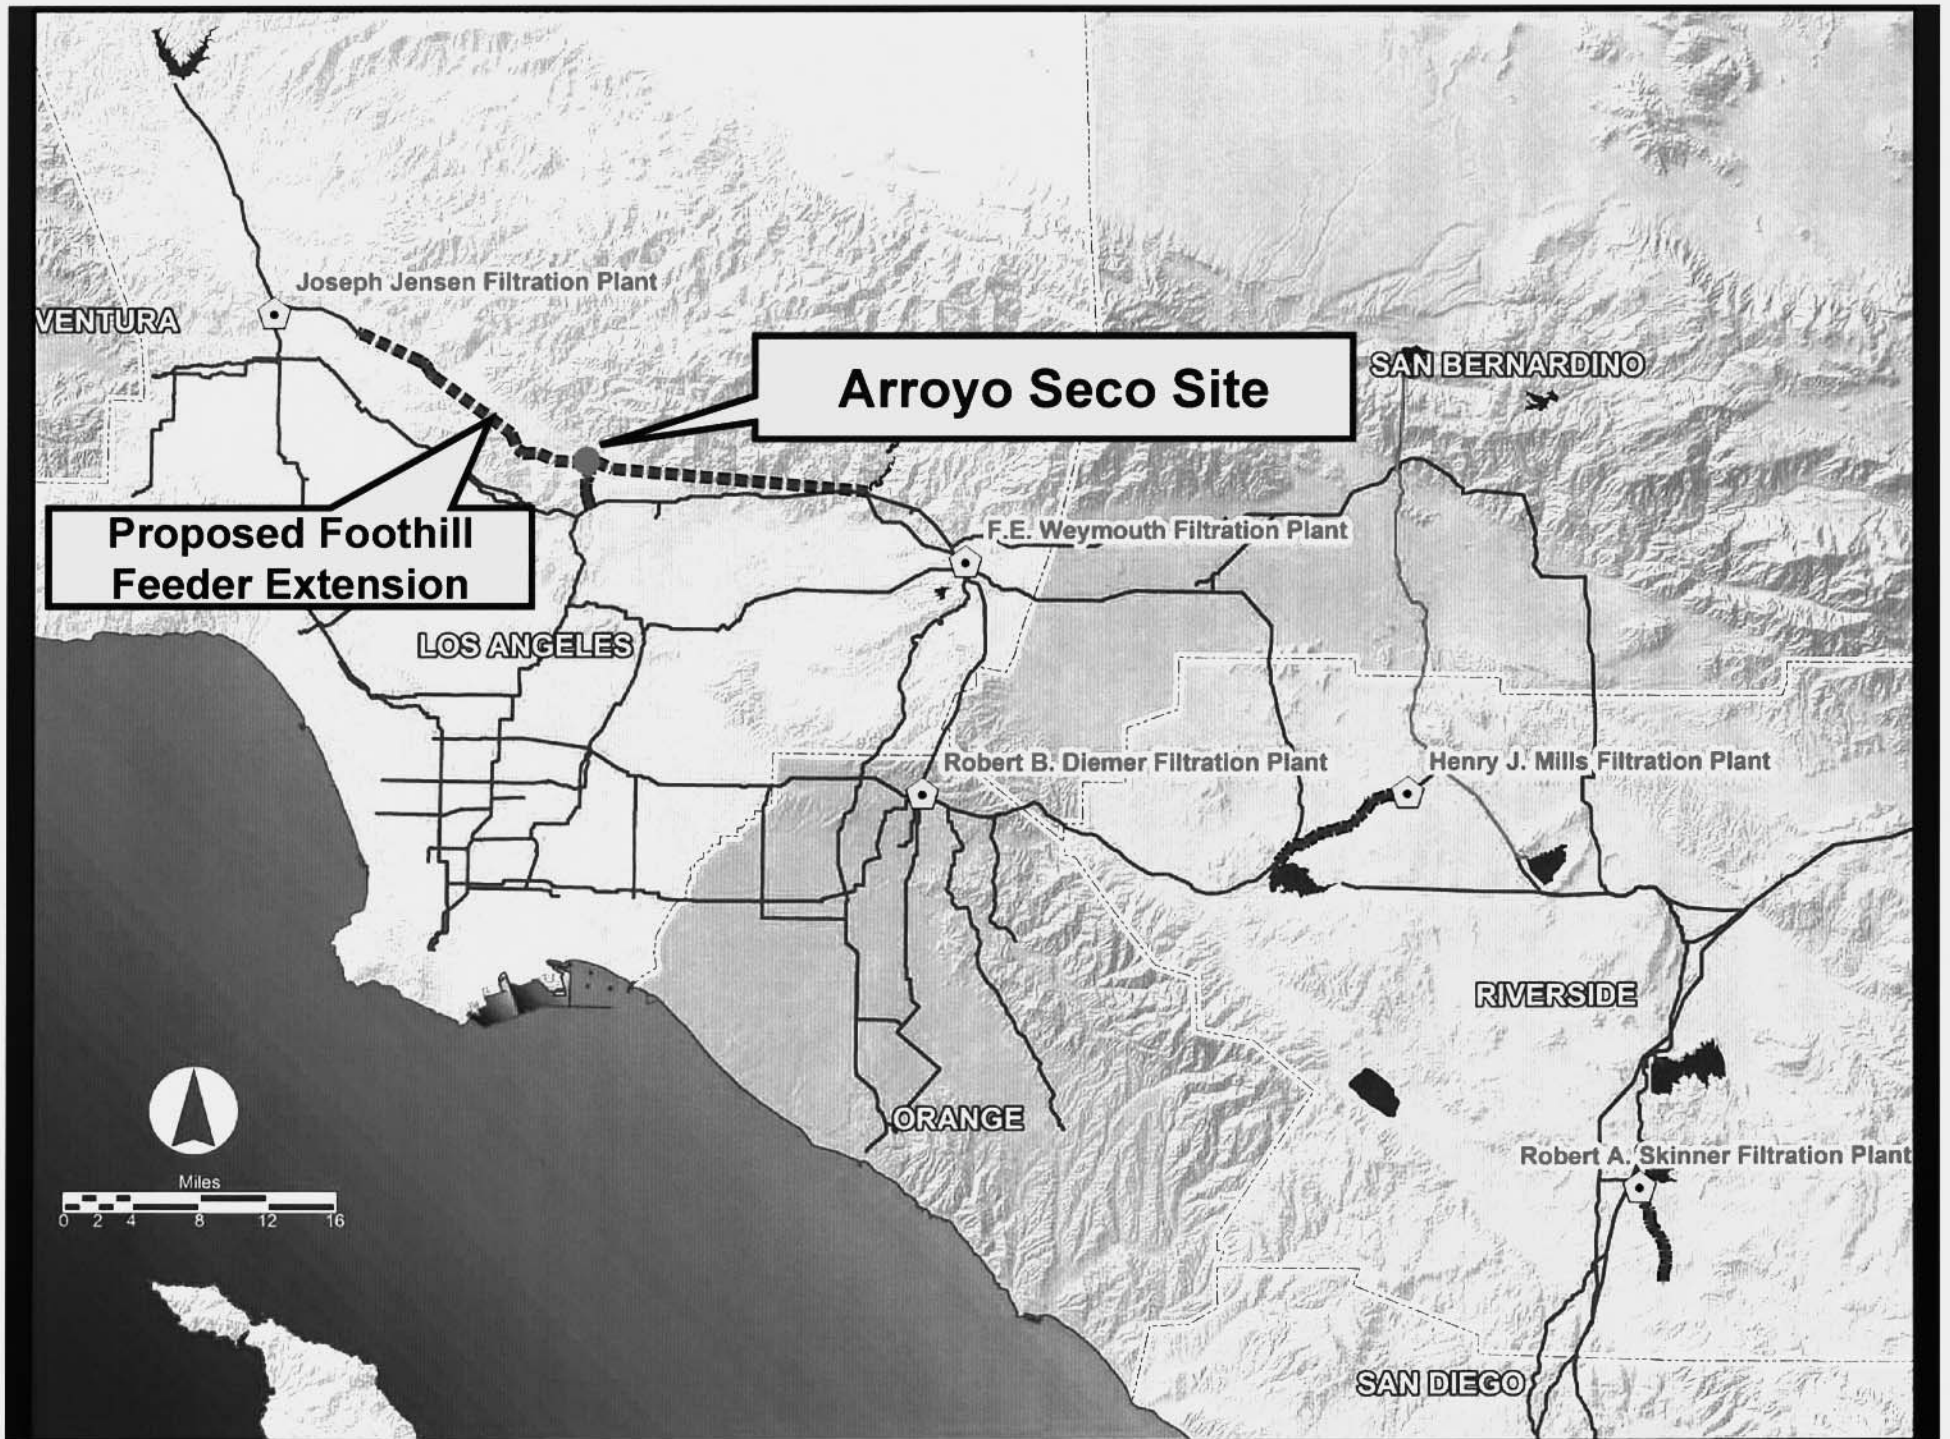 Joseph Jensen Filtration Plant
VENTURA
Arroyo Seco Site
SAN BERNARDINO
Proposed Foothill
Feeder Extension
F.E. Weymouth Filtration Plant
LOS ANGELES
Robert B. Diemer Filtration Plant
Henry J. Mills Filtration Plant
RIVERSIDE
ORANGE
Robert A. Skinner Filtration Plant
Miles
0 2 4 8 12 16
SAN DIEGO